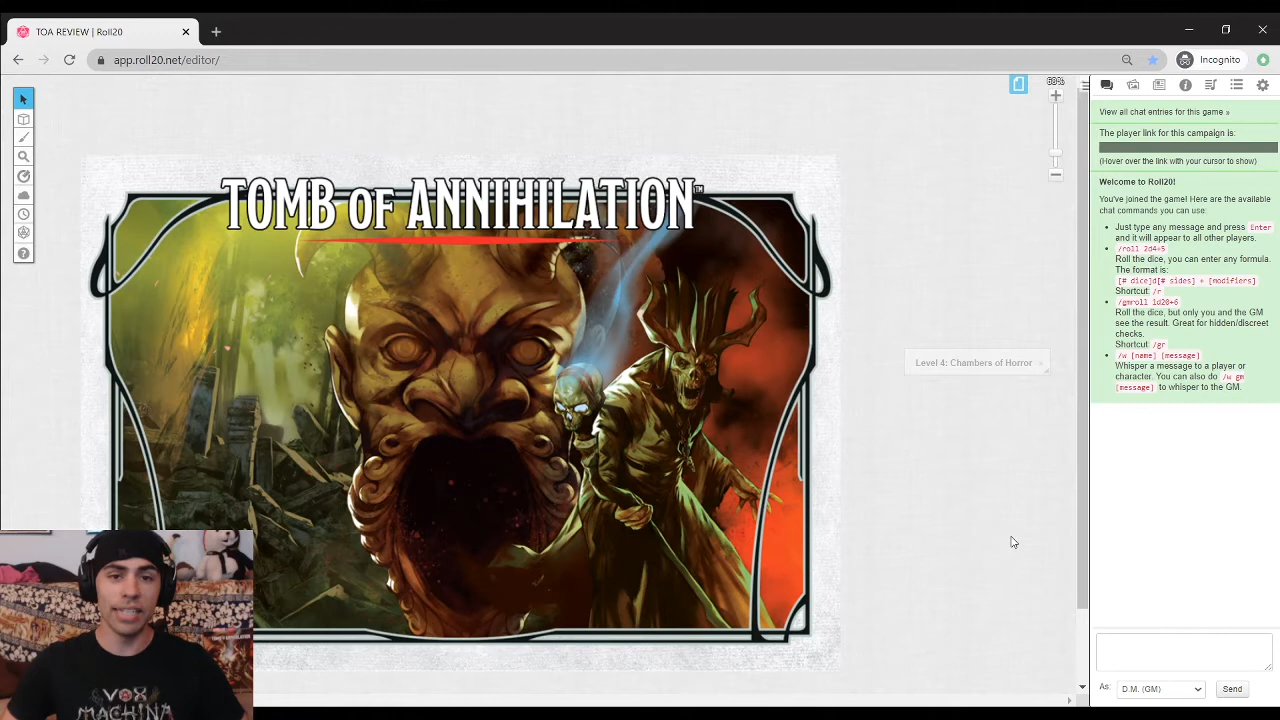 TOA REVIEW | Roll20
app.roll20.net/editor/
Incognito
60%
TOMB OF ANNIHILATION™
Level 4: Chambers of Horror
View all chat entries for this game »
The player link for this campaign is:
(Hover over the link with your cursor to show)
Welcome to Roll20!
You've joined the game! Here are the available
chat commands you can use:
Just type any message and press Enter
and it will appear to all other players.
/roll 2d4+5
Roll the dice, you can enter any formula.
The format is:
[# dice]d[# sides] + [modifiers]
Shortcut: /r
/gmroll 1d20+6
Roll the dice, but only you and the GM
see the result. Great for hidden/discreet
checks.
Shortcut: /gr
/w [name] [message]
Whisper a message to a player or
character. You can also do /w gm
[message] to whisper to the GM.
As: D.M. (GM) Send
VOX
MACHINA